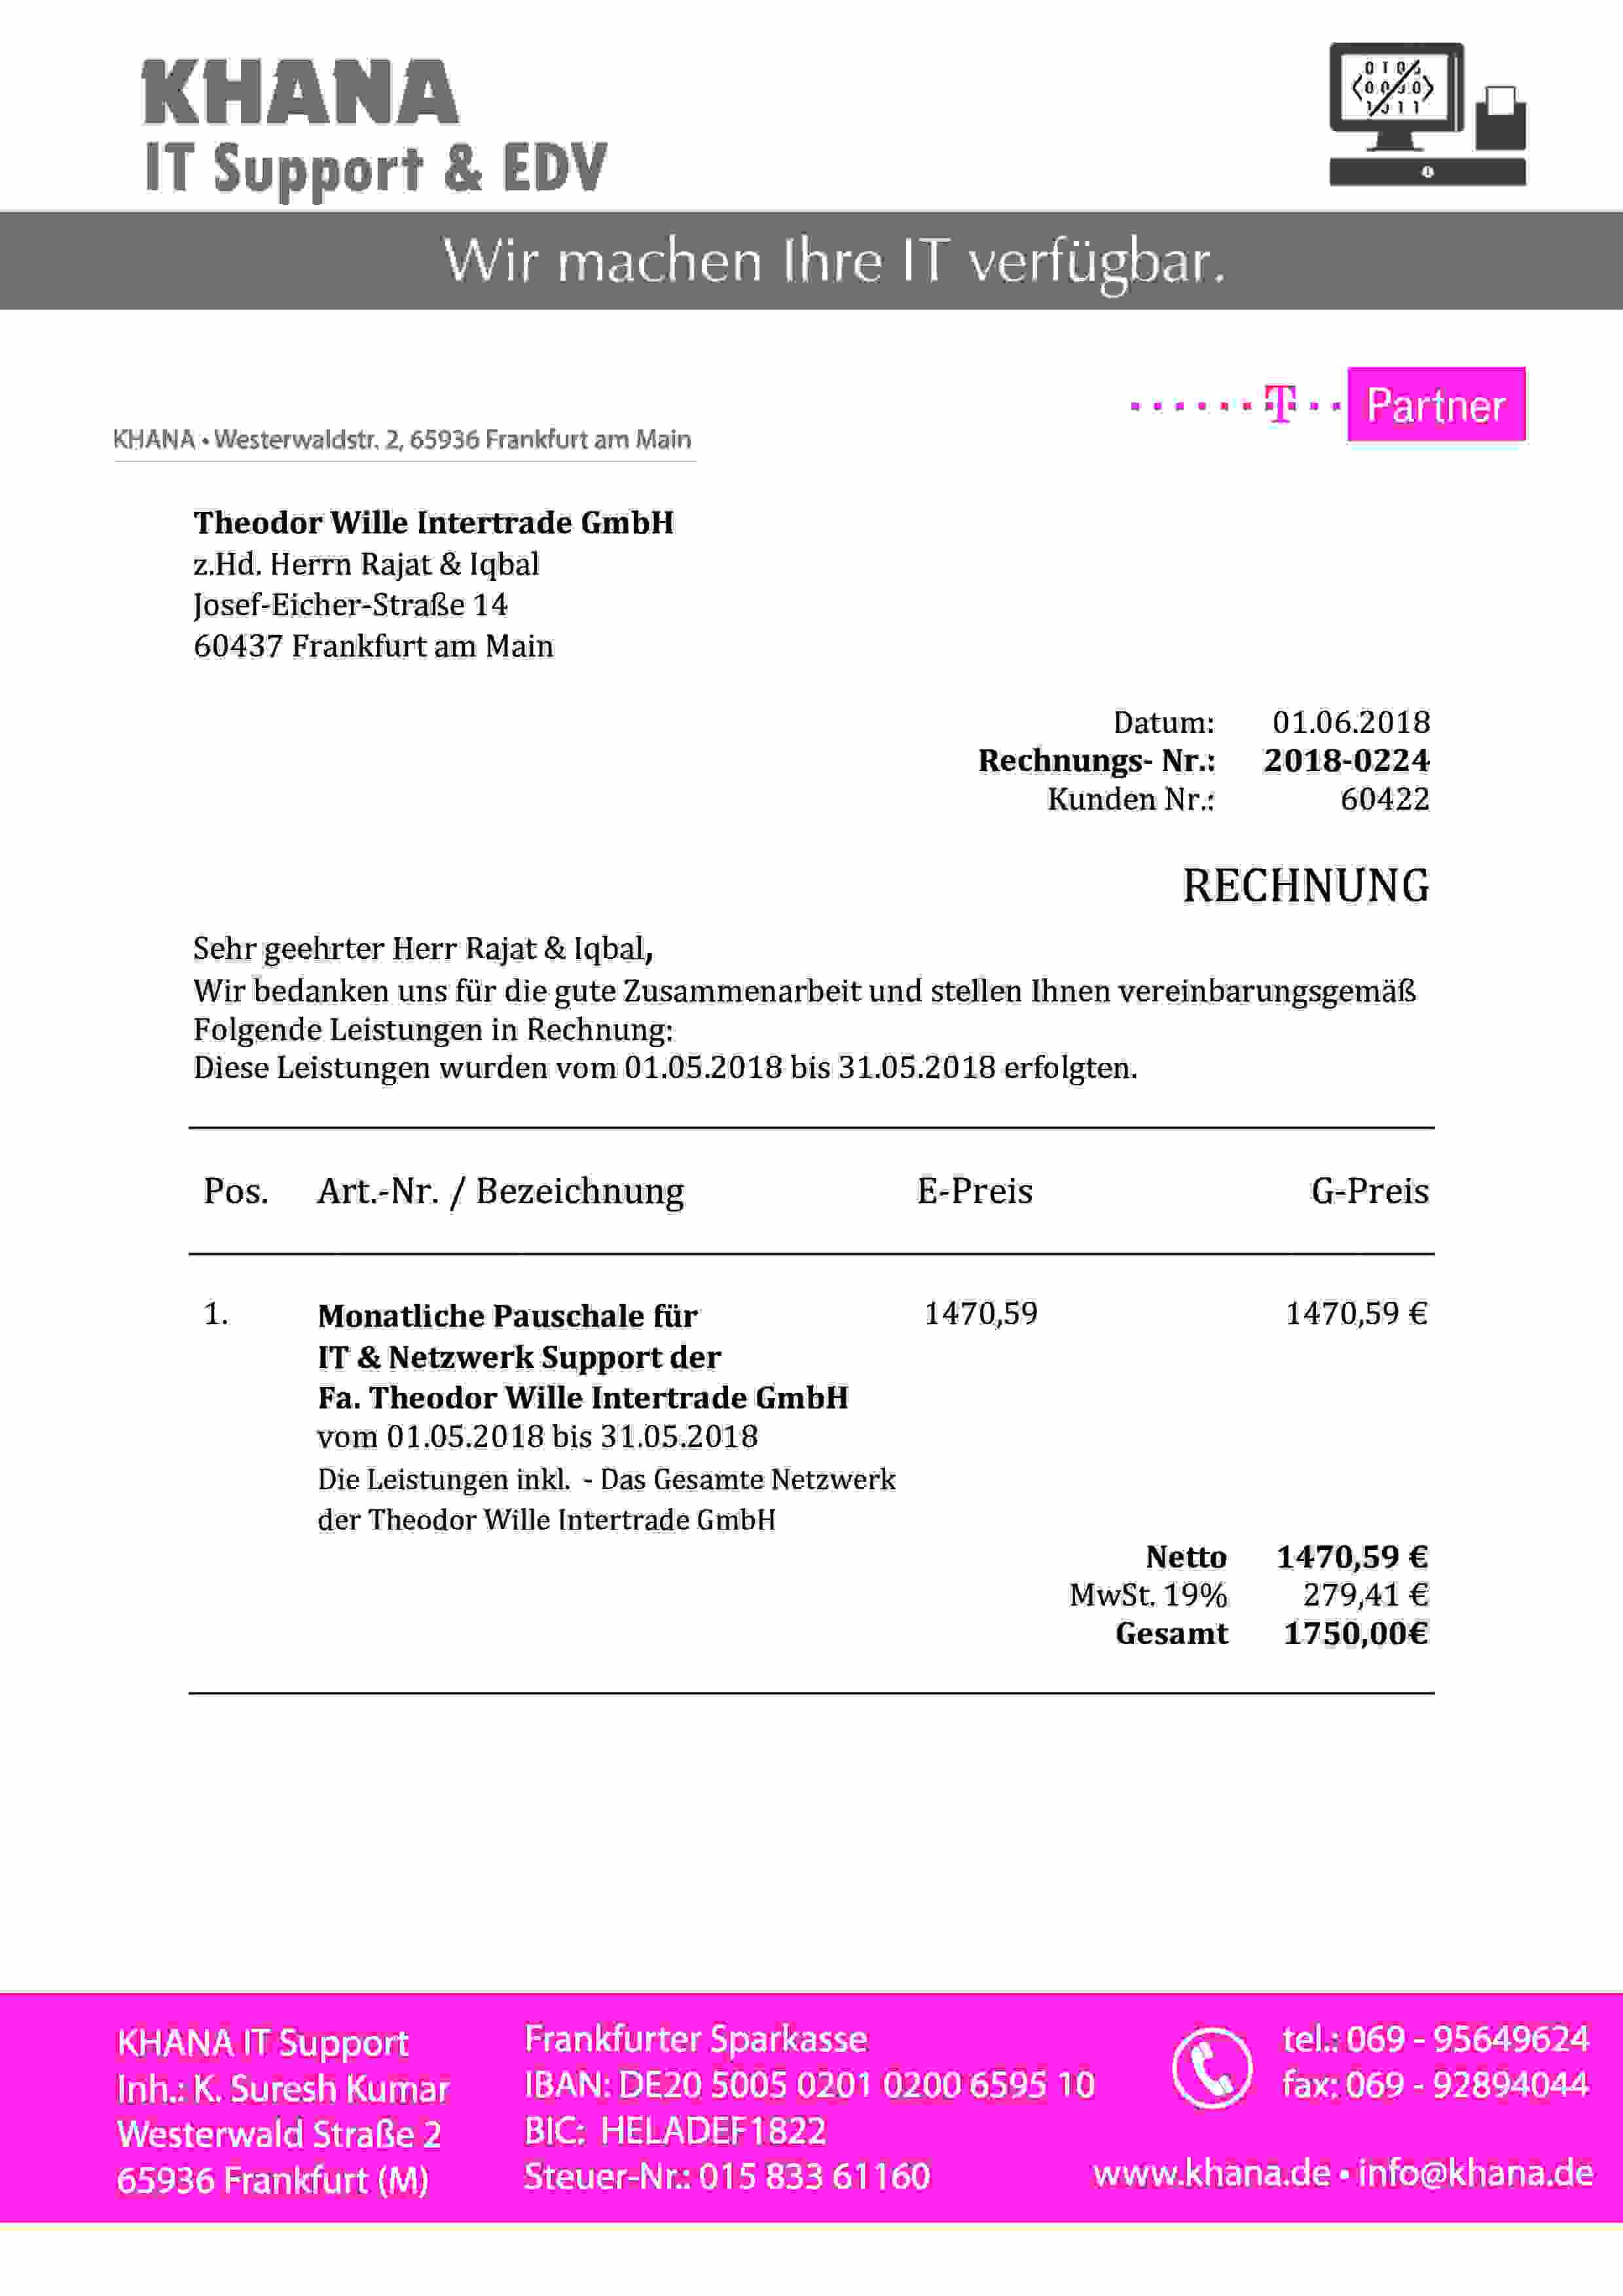 KHANA
IT Support & EDV
Wir machen Ihre IT verfügbar.
T Partner
KHANA • Westerwaldstr. 2, 65936 Frankfurt am Main
Theodor Wille Intertrade GmbH
z.Hd. Herrn Rajat & Iqbal
Josef-Eicher-Straße 14
60437 Frankfurt am Main
Datum: 01.06.2018
Rechnungs- Nr.: 2018-0224
Kunden Nr.: 60422
RECHNUNG
Sehr geehrter Herr Rajat & Iqbal,
Wir bedanken uns für die gute Zusammenarbeit und stellen Ihnen vereinbarungsgemäß
Folgende Leistungen in Rechnung:
Diese Leistungen wurden vom 01.05.2018 bis 31.05.2018 erfolgten.
Pos. Art.-Nr. / Bezeichnung E-Preis G-Preis
1. Monatliche Pauschale für 1470,59 1470,59 €
IT & Netzwerk Support der
Fa. Theodor Wille Intertrade GmbH
vom 01.05.2018 bis 31.05.2018
Die Leistungen inkl. - Das Gesamte Netzwerk
der Theodor Wille Intertrade GmbH
Netto 1470,59 €
MwSt. 19% 279,41 €
Gesamt 1750,00€
KHANA IT Support
Inh.: K. Suresh Kumar
Westerwald Straße 2
65936 Frankfurt (M)
Frankfurter Sparkasse
IBAN: DE20 5005 0201 0200 6595 10
BIC: HELADEF1822
Steuer-Nr.: 015 833 61160
tel.: 069 - 95649624
fax: 069 - 92894044
www.khana.de • info@khana.de